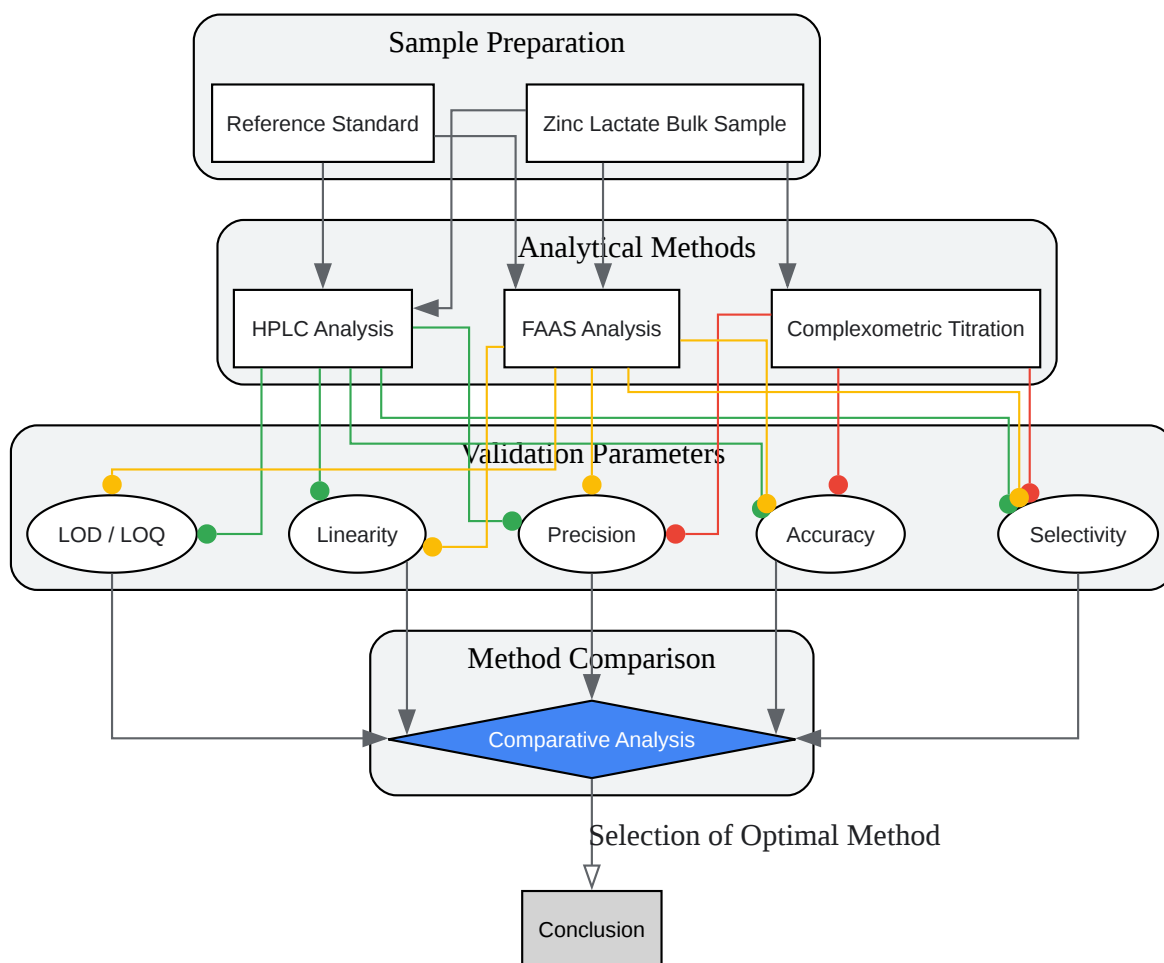 Sample Preparation
Reference Standard
Zinc Lactate Bulk Sample
Analytical Methods
HPLC Analysis
FAAS Analysis
Complexometric Titration
Validation Parameters
LOD / LOQ
Linearity
Precision
Accuracy
Selectivity
Method Comparison
Comparative Analysis
Selection of Optimal Method
Conclusion